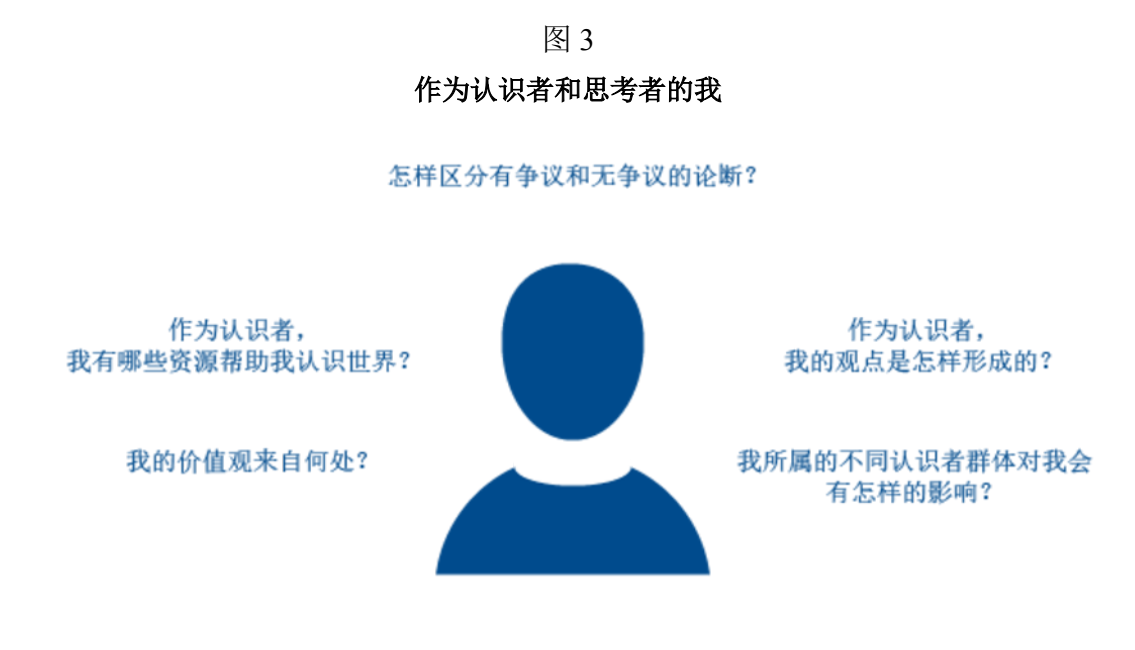 图 3
作为认识者和思考者的我
怎样区分有争议和无争议的论断？
作为认识者，
我有哪些资源帮助我认识世界？
作为认识者，
我的观点是怎样形成的？
我的价值观来自何处？
我所属的不同认识者群体对我会
有怎样的影响？